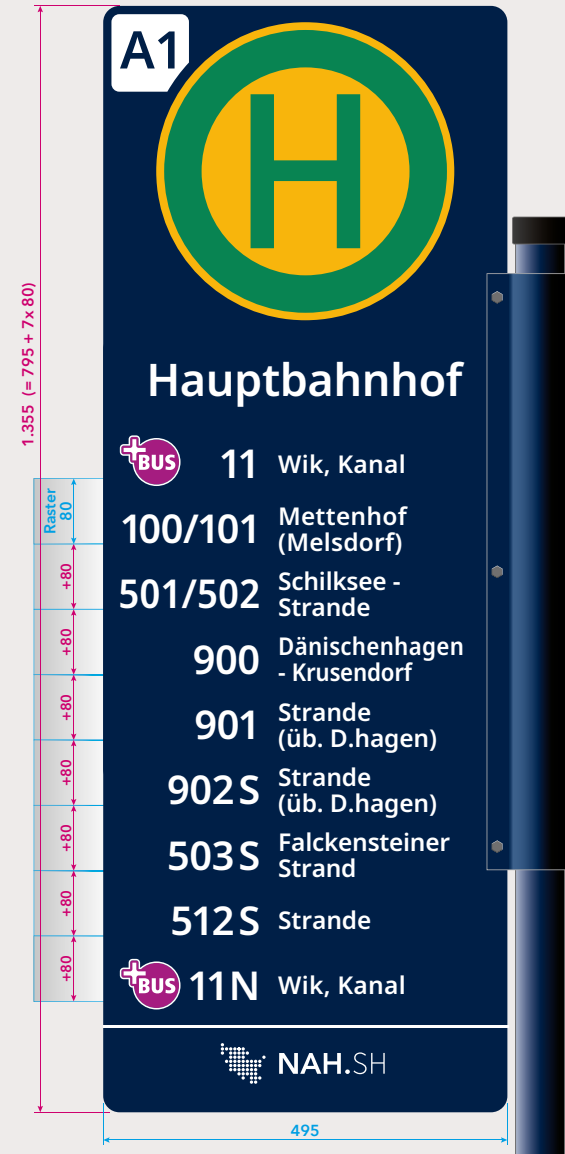 A1
H
Hauptbahnhof
+BUS 11 Wik, Kanal
100/101 Mettenhof
(Melsdorf)
501/502 Schilksee -
Strande
900 Dänischenhagen
- Krusendorf
901 Strande
(üb. D.hagen)
902 S Strande
(üb. D.hagen)
503 S Falckensteiner
Strand
512 S Strande
+BUS 11N Wik, Kanal
NAH.SH
1.355 (= 795 + 7x 80)
Raster
80
+80
+80
+80
+80
+80
+80
+80
495